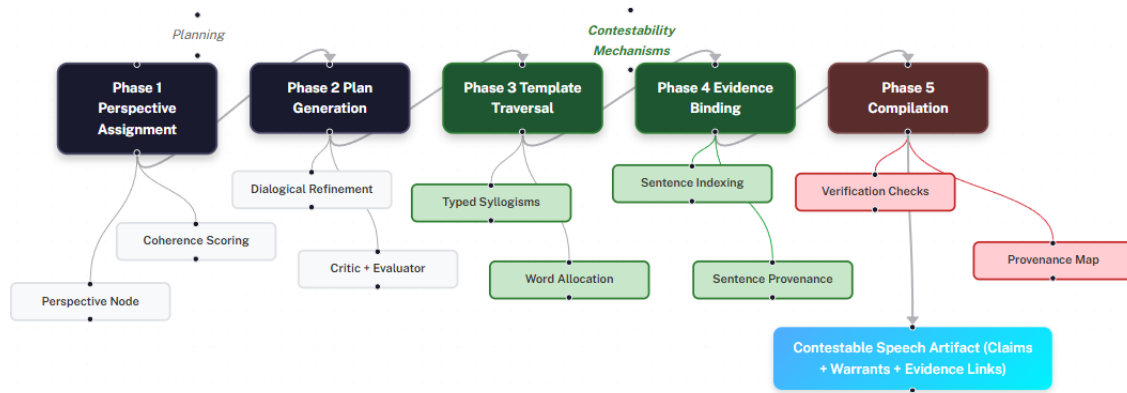 Planning
Contestability
Mechanisms
Phase 1
Perspective
Assignment
Phase 2 Plan
Generation
Phase 3 Template
Traversal
Phase 4 Evidence
Binding
Phase 5
Compilation
Dialogical Refinement
Sentence Indexing
Verification Checks
Typed Syllogisms
Coherence Scoring
Critic + Evaluator
Word Allocation
Sentence Provenance
Provenance Map
Perspective Node
Contestable Speech Artifact (Claims
+ Warrants + Evidence Links)